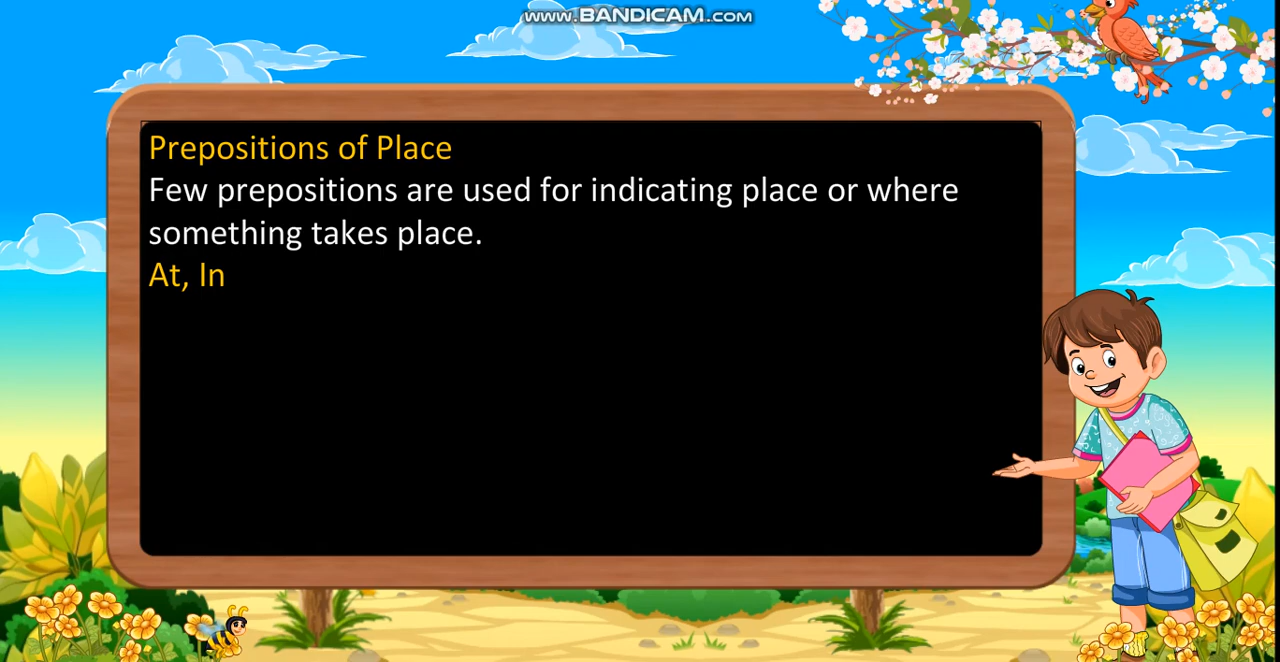 www.BANDICAM.com
Prepositions of Place
Few prepositions are used for indicating place or where
something takes place.
At, In